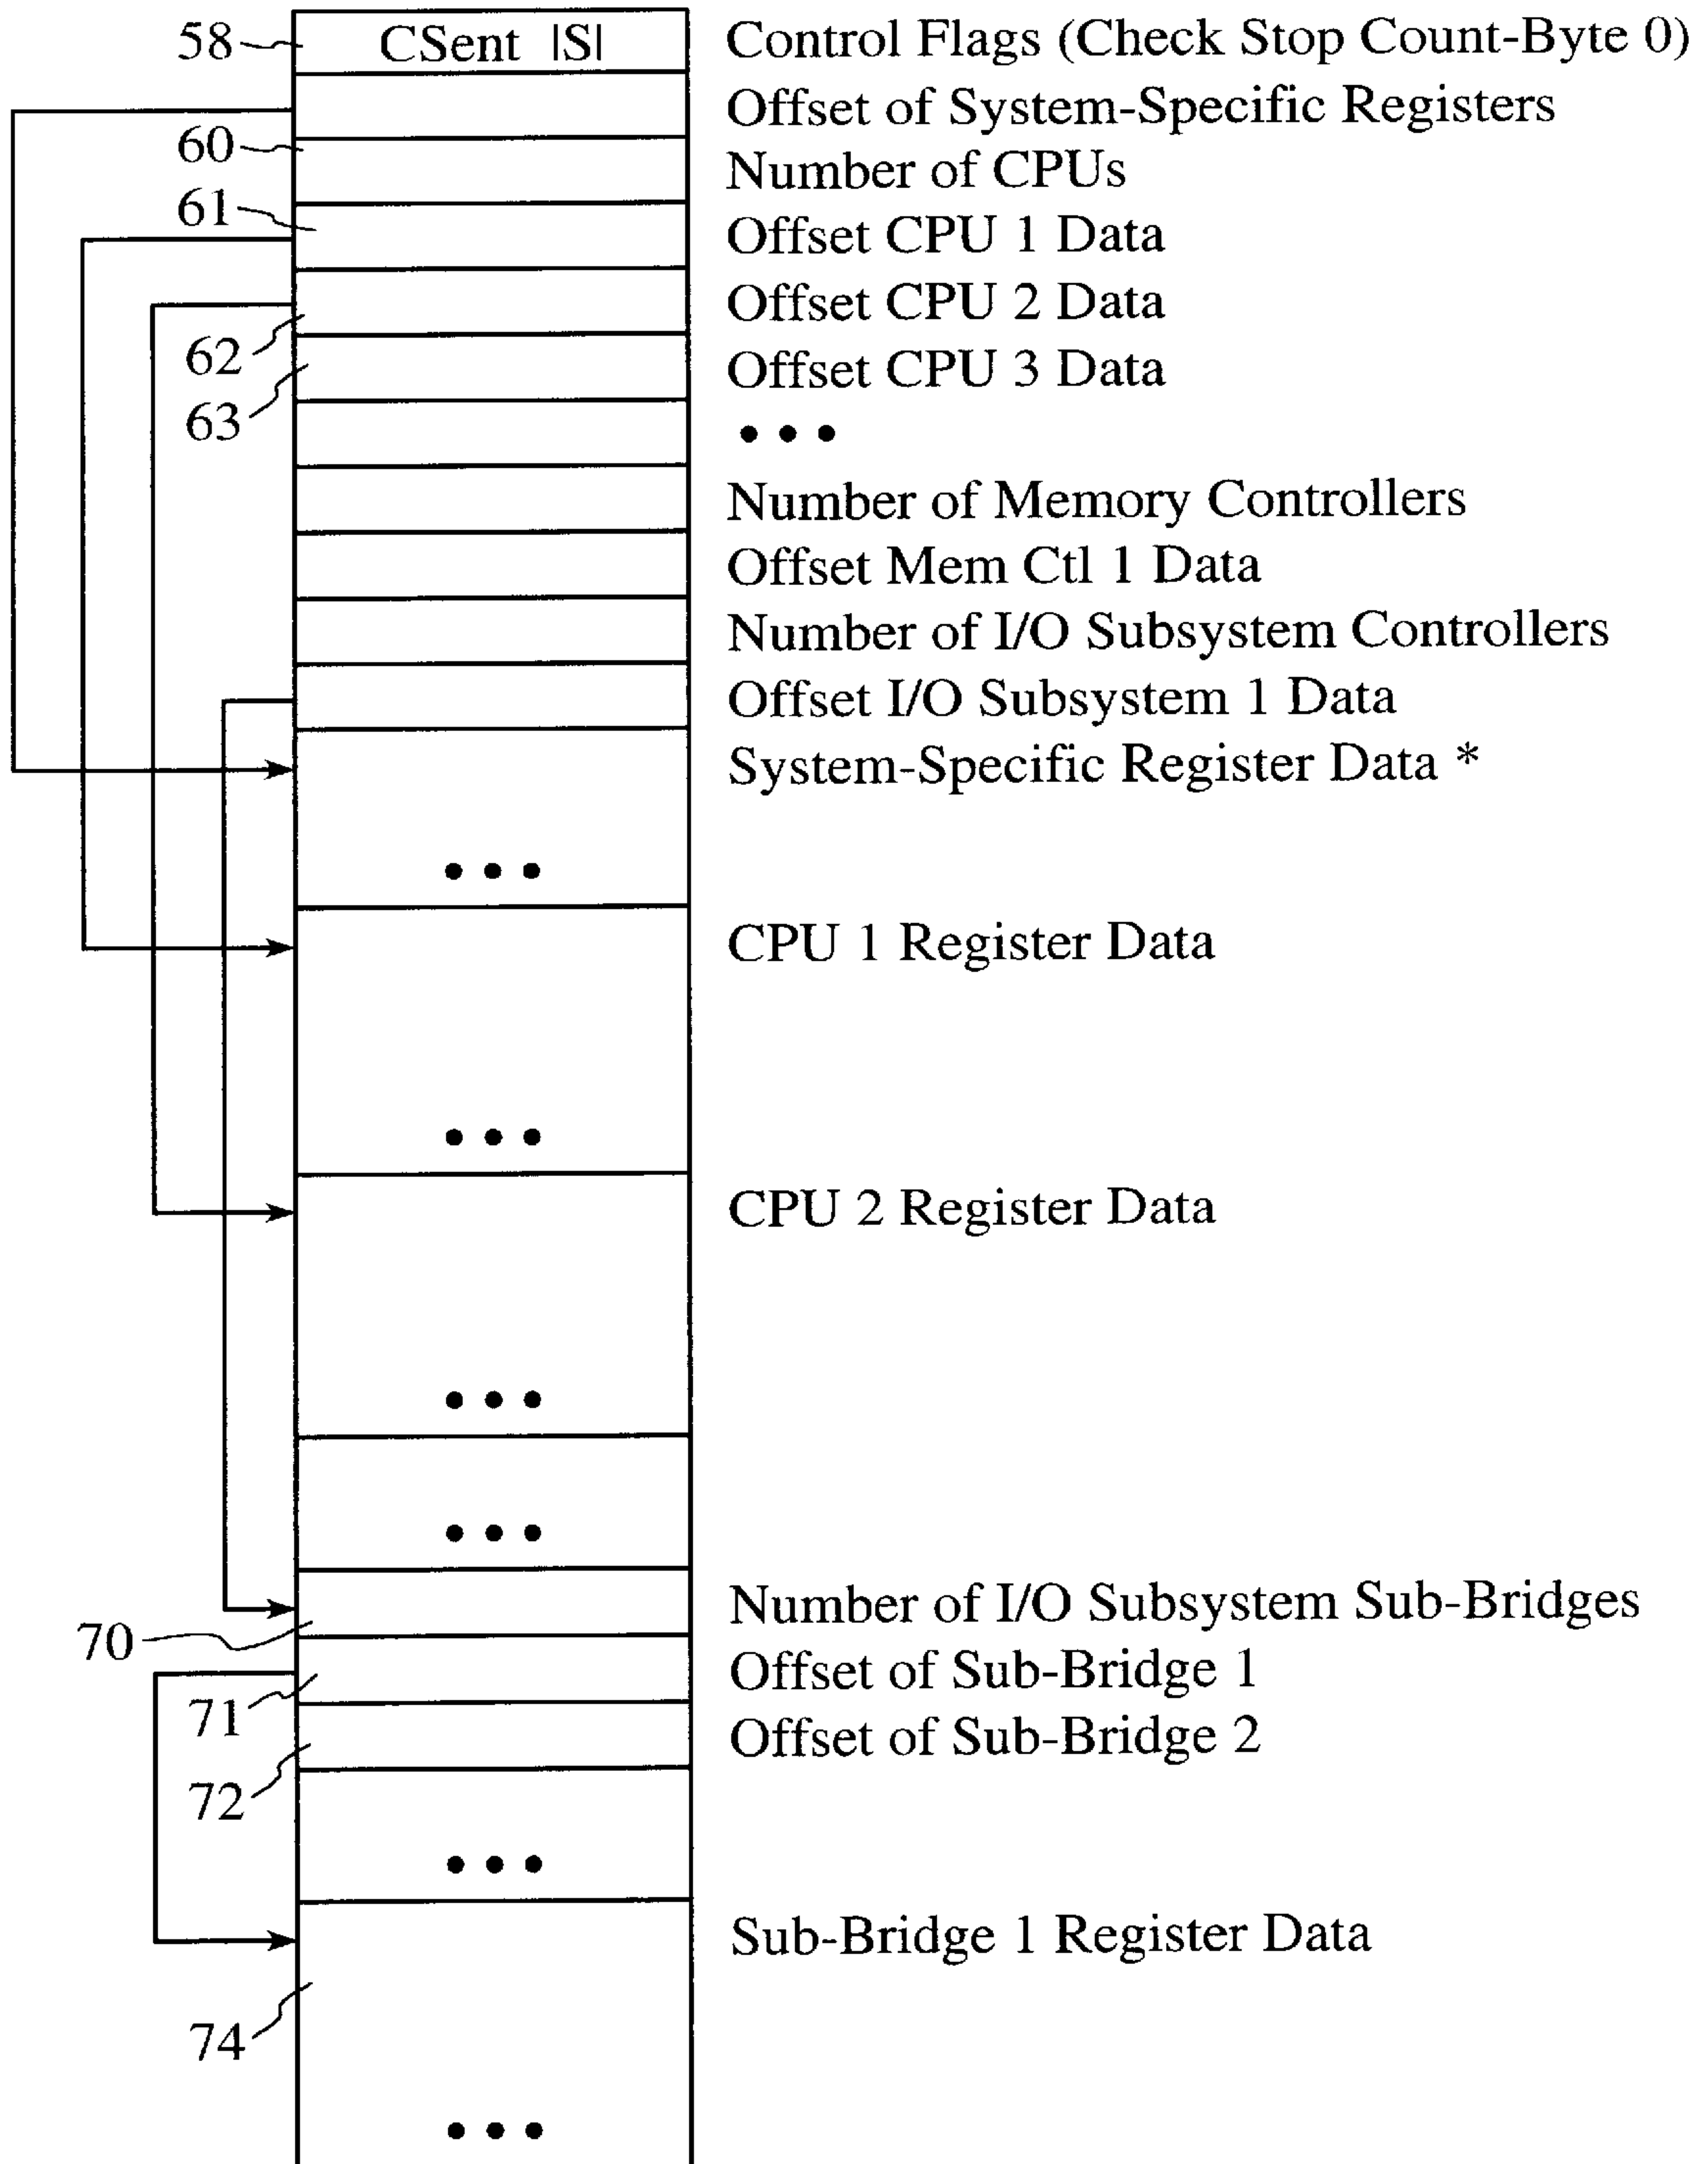 58 CSent |S| Control Flags (Check Stop Count-Byte 0)
Offset of System-Specific Registers
60 Number of CPUs
61 Offset CPU 1 Data
Offset CPU 2 Data
62 Offset CPU 3 Data
63 • • •
Number of Memory Controllers
Offset Mem Ctl 1 Data
Number of I/O Subsystem Controllers
Offset I/O Subsystem 1 Data
System-Specific Register Data *
• • •
CPU 1 Register Data
• • •
CPU 2 Register Data
• • •
• • •
Number of I/O Subsystem Sub-Bridges
70
Offset of Sub-Bridge 1
71
Offset of Sub-Bridge 2
72
• • •
Sub-Bridge 1 Register Data
74
• • •